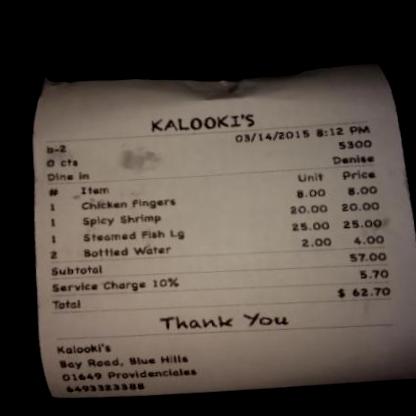 KALOOKI'S
b-2 03/14/2015 8:12 PM
0 cts 5300
Dine in Denise
# Item Unit Price
1 Chicken Fingers 8.00 8.00
1 Spicy Shrimp 20.00 20.00
1 Steamed Fish Lg 25.00 25.00
2 Bottled Water 2.00 4.00
Subtotal 57.00
Service Charge 10% 5.70
Total $ 62.70
Thank You
Kalooki's
Bay Road, Blue Hills
01649 Providenciales
6493323388